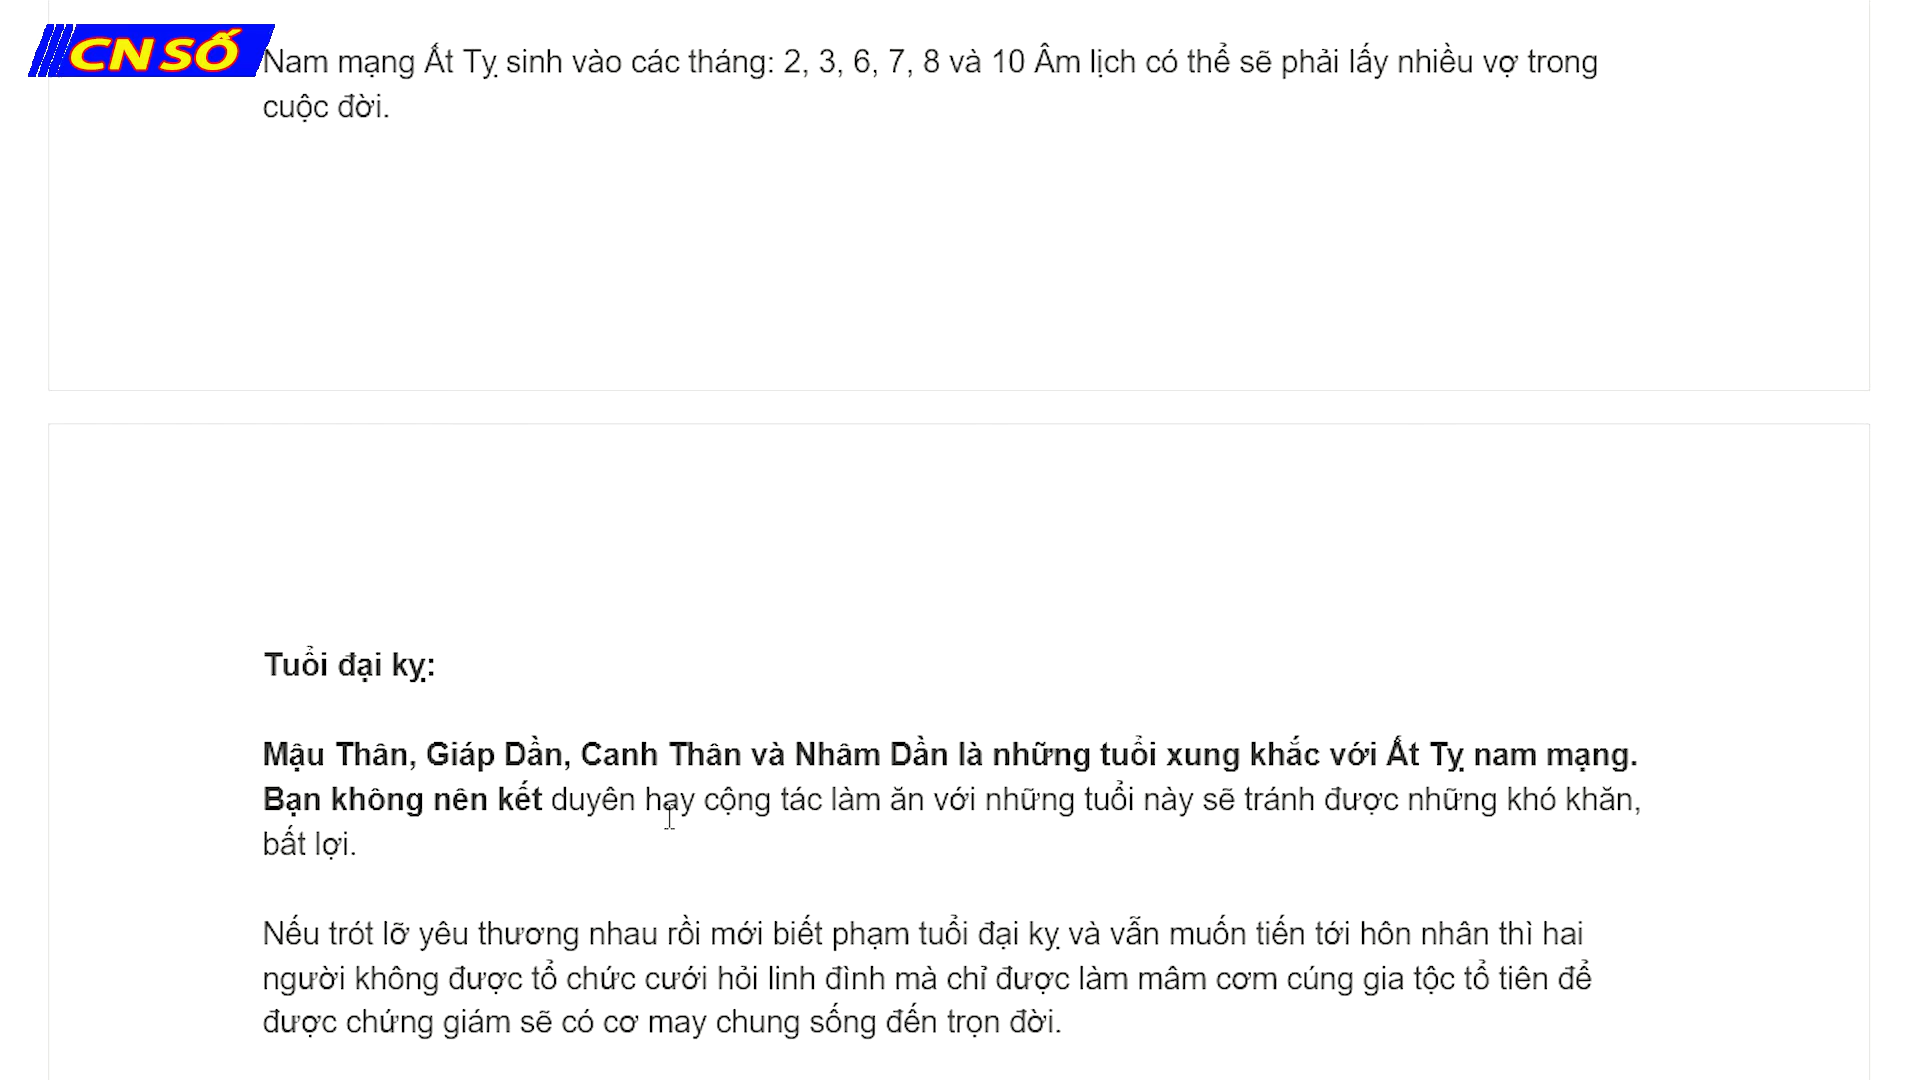 CN SỐ
Nam mạng Ất Tỵ sinh vào các tháng: 2, 3, 6, 7, 8 và 10 Âm lịch có thể sẽ phải lấy nhiều vợ trong
cuộc đời.
Tuổi đại kỵ:
Mậu Thân, Giáp Dần, Canh Thân và Nhâm Dần là những tuổi xung khắc với Ất Tỵ nam mạng.
Bạn không nên kết duyên hay cộng tác làm ăn với những tuổi này sẽ tránh được những khó khăn,
bất lợi.
Nếu trót lỡ yêu thương nhau rồi mới biết phạm tuổi đại kỵ và vẫn muốn tiến tới hôn nhân thì hai
người không được tổ chức cưới hỏi linh đình mà chỉ được làm mâm cơm cúng gia tộc tổ tiên để
được chứng giám sẽ có cơ may chung sống đến trọn đời.